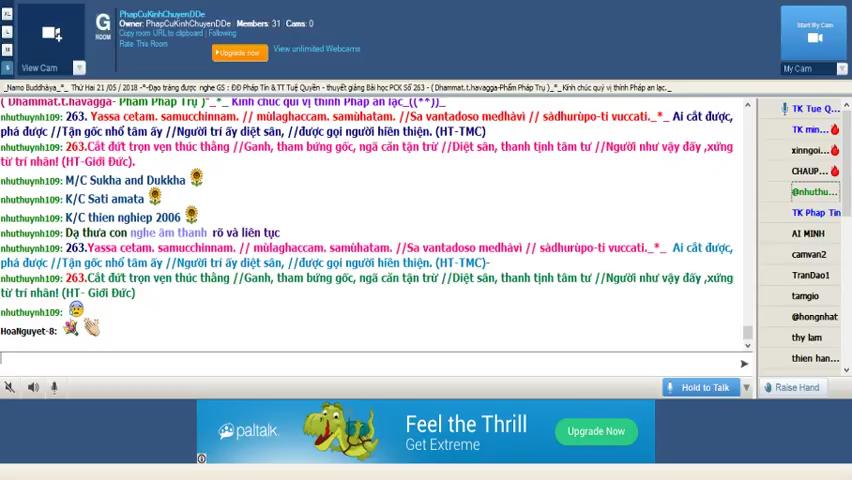 PhapCuKinhChuyenDDe
Owner: PhapCuKinhChuyenDDe Members: 31 Cams: 0
Copy room URL to clipboard | Following
Rate This Room
G
ROOM
Upgrade now
View unlimited Webcams
View Cam
Start My Cam
My Cam
_Namo Buddhàya_*_ Thứ Hai 21 /05 / 2018 -*-Đạo tràng được nghe GS : ĐĐ Pháp Tín & TT Tuệ Quyền - thuyết giảng Bài học PCK Số 263 - ( Dhammat.t.havagga-Phẩm Pháp Trụ )_*_ Kính chúc quý vị thính Pháp an lạc._
( Dhammat.t.havagga- Phẩm Pháp Trụ )"_*_ Kính chúc quí vị thính Pháp an lạc_((**))_
nhuthuynh109: 263. Yassa cetam. samucchinnam. // mùlaghaccam. samùhatam. //Sa vantadoso medhàvì // sàdhurùpo-ti vuccati._*_ Ai cắt được,
phá được //Tận gốc nhổ tâm ấy //Người trí ấy diệt sân, //được gọi người hiền thiện. (HT-TMC)
nhuthuynh109: 263.Cắt đứt trọn vẹn thúc thằng //Ganh, tham bứng gốc, ngã căn tận trừ //Diệt sân, thanh tịnh tâm tư //Người như vậy đấy ,xứng
từ trí nhân! (HT-Giới Đức).
nhuthuynh109: M/C Sukha and Dukkha
nhuthuynh109: K/C Sati amata
nhuthuynh109: K/C thien nghiep 2006
nhuthuynh109: Dạ thưa con nghe âm thanh rõ và liên tục
nhuthuynh109: 263.Yassa cetam. samucchinnam. // mùlaghaccam. samùhatam. //Sa vantadoso medhàvì // sàdhurùpo-ti vuccati._*_ Ai cắt được,
phá được //Tận gốc nhổ tâm ấy //Người trí ấy diệt sân, //được gọi người hiền thiện. (HT-TMC)-
nhuthuynh109: 263.Cắt đứt trọn vẹn thúc thằng //Ganh, tham bứng gốc, ngã căn tận trừ //Diệt sân, thanh tịnh tâm tư //Người như vậy đấy ,xứng
từ trí nhân! (HT- Giới Đức)
nhuthuynh109:
HoaNguyet-8:
TK Tue Q...
TK min...
xinngoi...
CHAUP...
@nhuthu...
TK Phap Tin
AI MINH
camvan2
TranDao1
tamgio
@hongnhat
thy lam
thien han...
Hold to Talk
Raise Hand
paltalk.
Feel the Thrill
Get Extreme
Upgrade Now